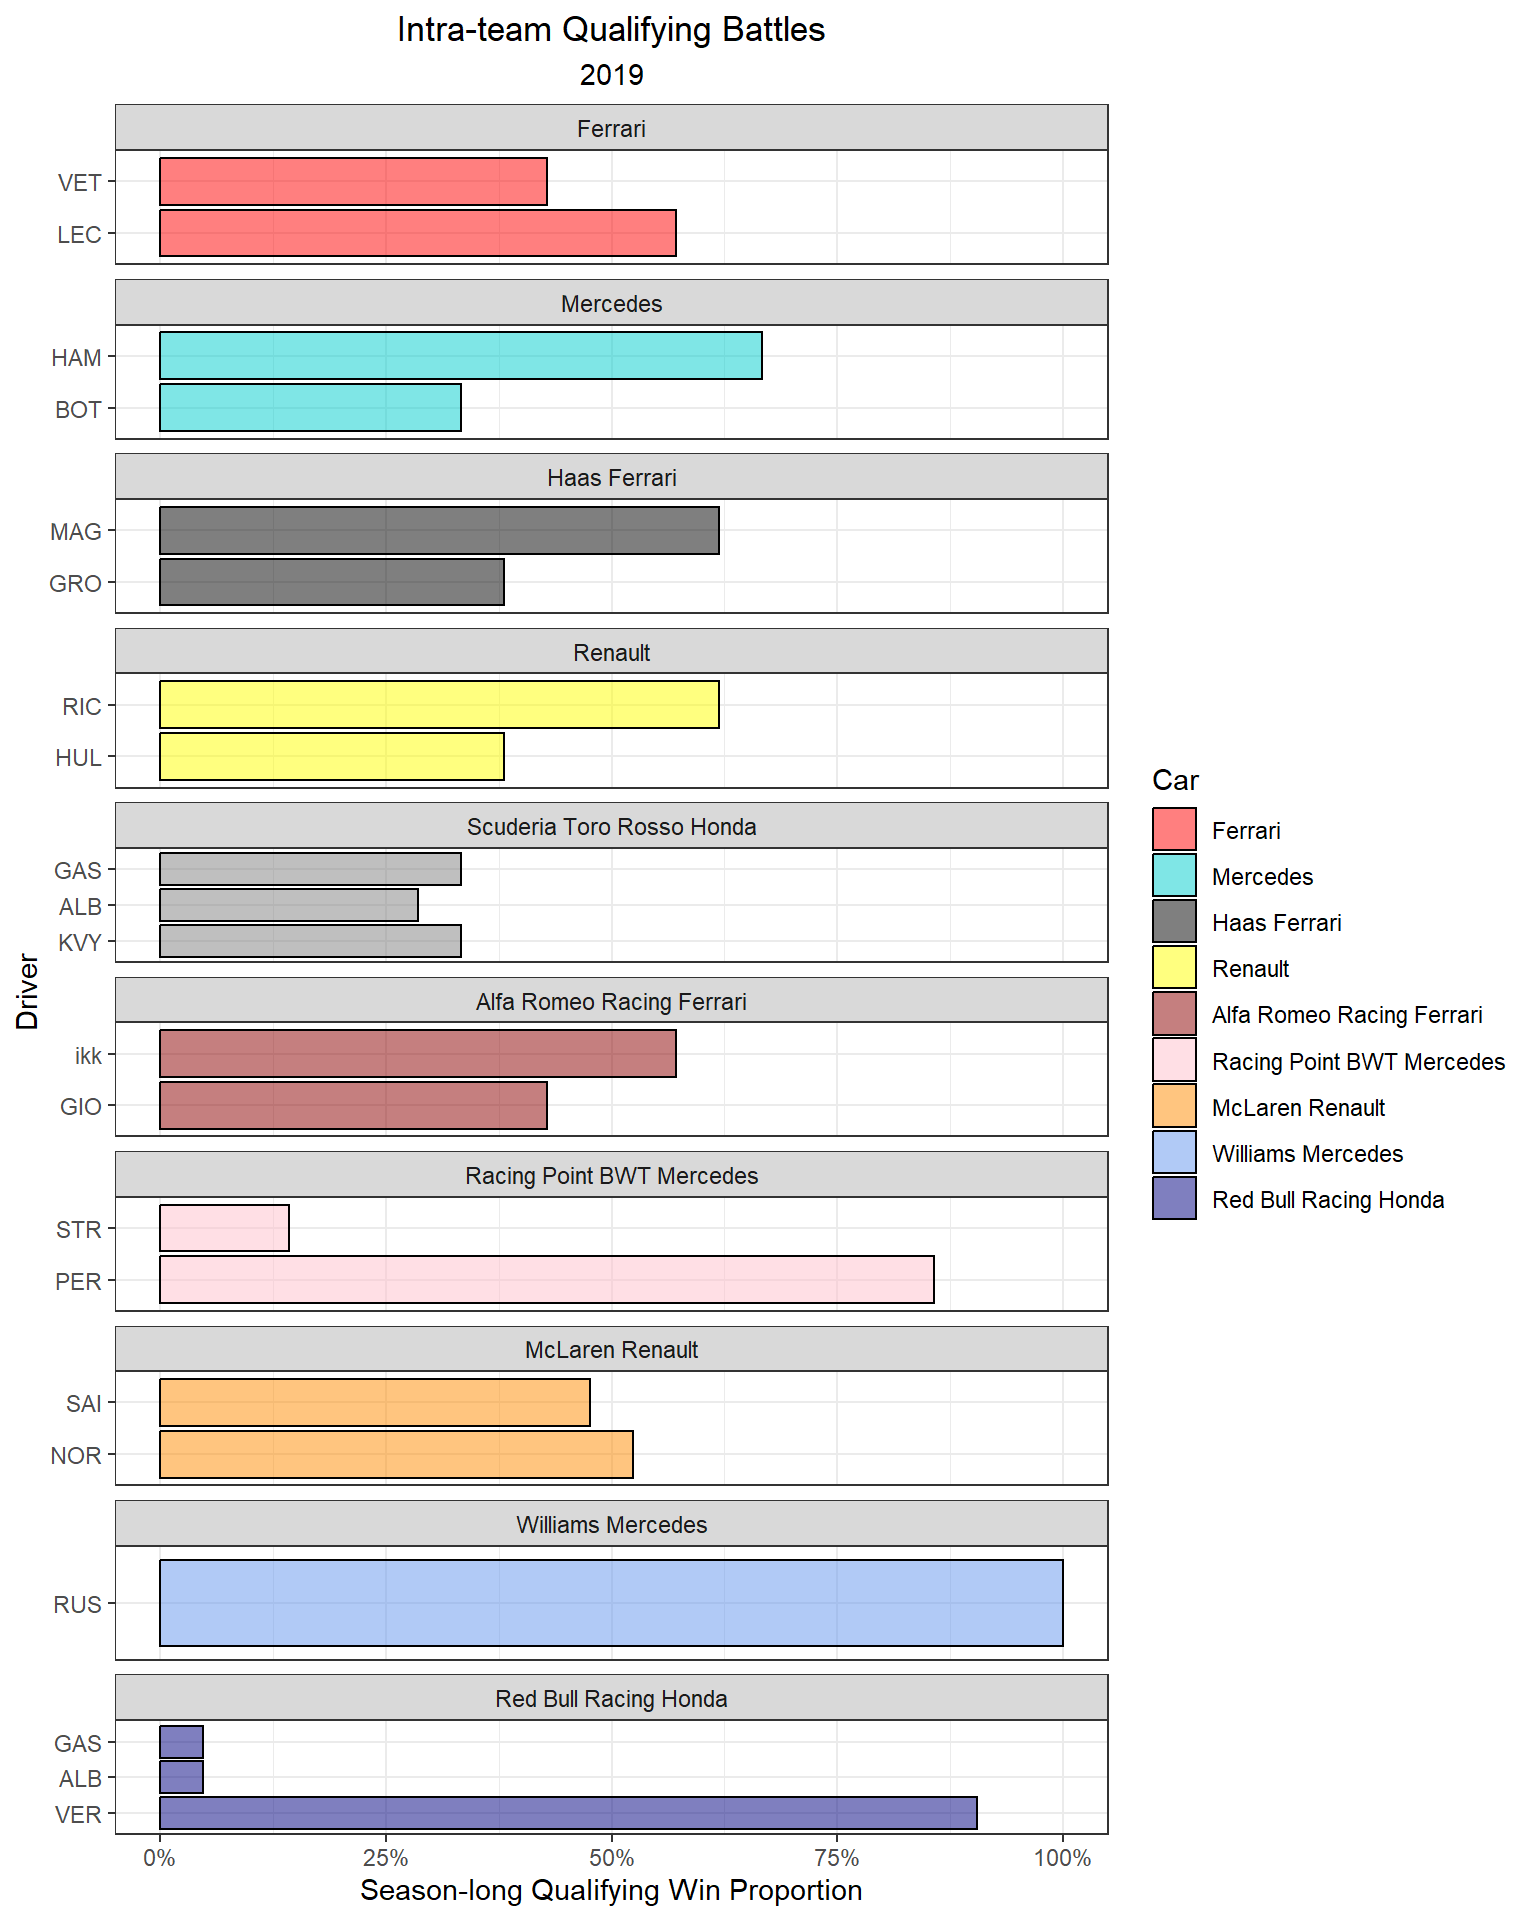 Intra-team Qualifying Battles
2019
Ferrari
VET
LEC
Mercedes
HAM
BOT
Haas Ferrari
MAG
GRO
Renault
RIC
HUL
Scuderia Toro Rosso Honda
GAS
ALB
KVY
Alfa Romeo Racing Ferrari
ikk
GIO
Racing Point BWT Mercedes
STR
PER
McLaren Renault
SAI
NOR
Williams Mercedes
RUS
Red Bull Racing Honda
GAS
ALB
VER
0% 25% 50% 75% 100%
Season-long Qualifying Win Proportion
Driver
Car
Ferrari
Mercedes
Haas Ferrari
Renault
Alfa Romeo Racing Ferrari
Racing Point BWT Mercedes
McLaren Renault
Williams Mercedes
Red Bull Racing Honda